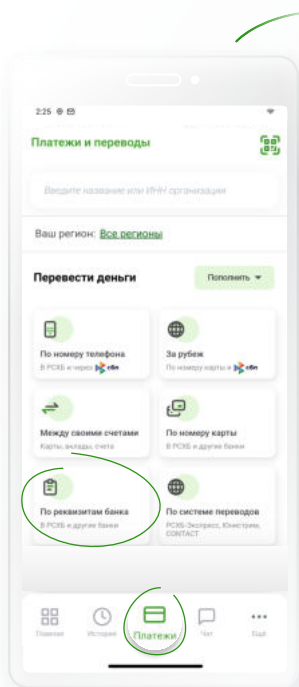 2:25
Платежи и переводы
Введите название или ИНН организации
Ваш регион: Все регионы
Перевести деньги
Пополнить
По номеру телефона
В РСХБ и через сбп
За рубеж
По номеру карты и сбп
Между своими счетами
Карты, вклады, счета
По номеру карты
В РСХБ и другие банки
По реквизитам банка
В РСХБ и другие банки
По системе переводов
РСХБ-Экспресс, Юнистрим,
CONTACT
Главная
История
Платежи
Чат
Ещё